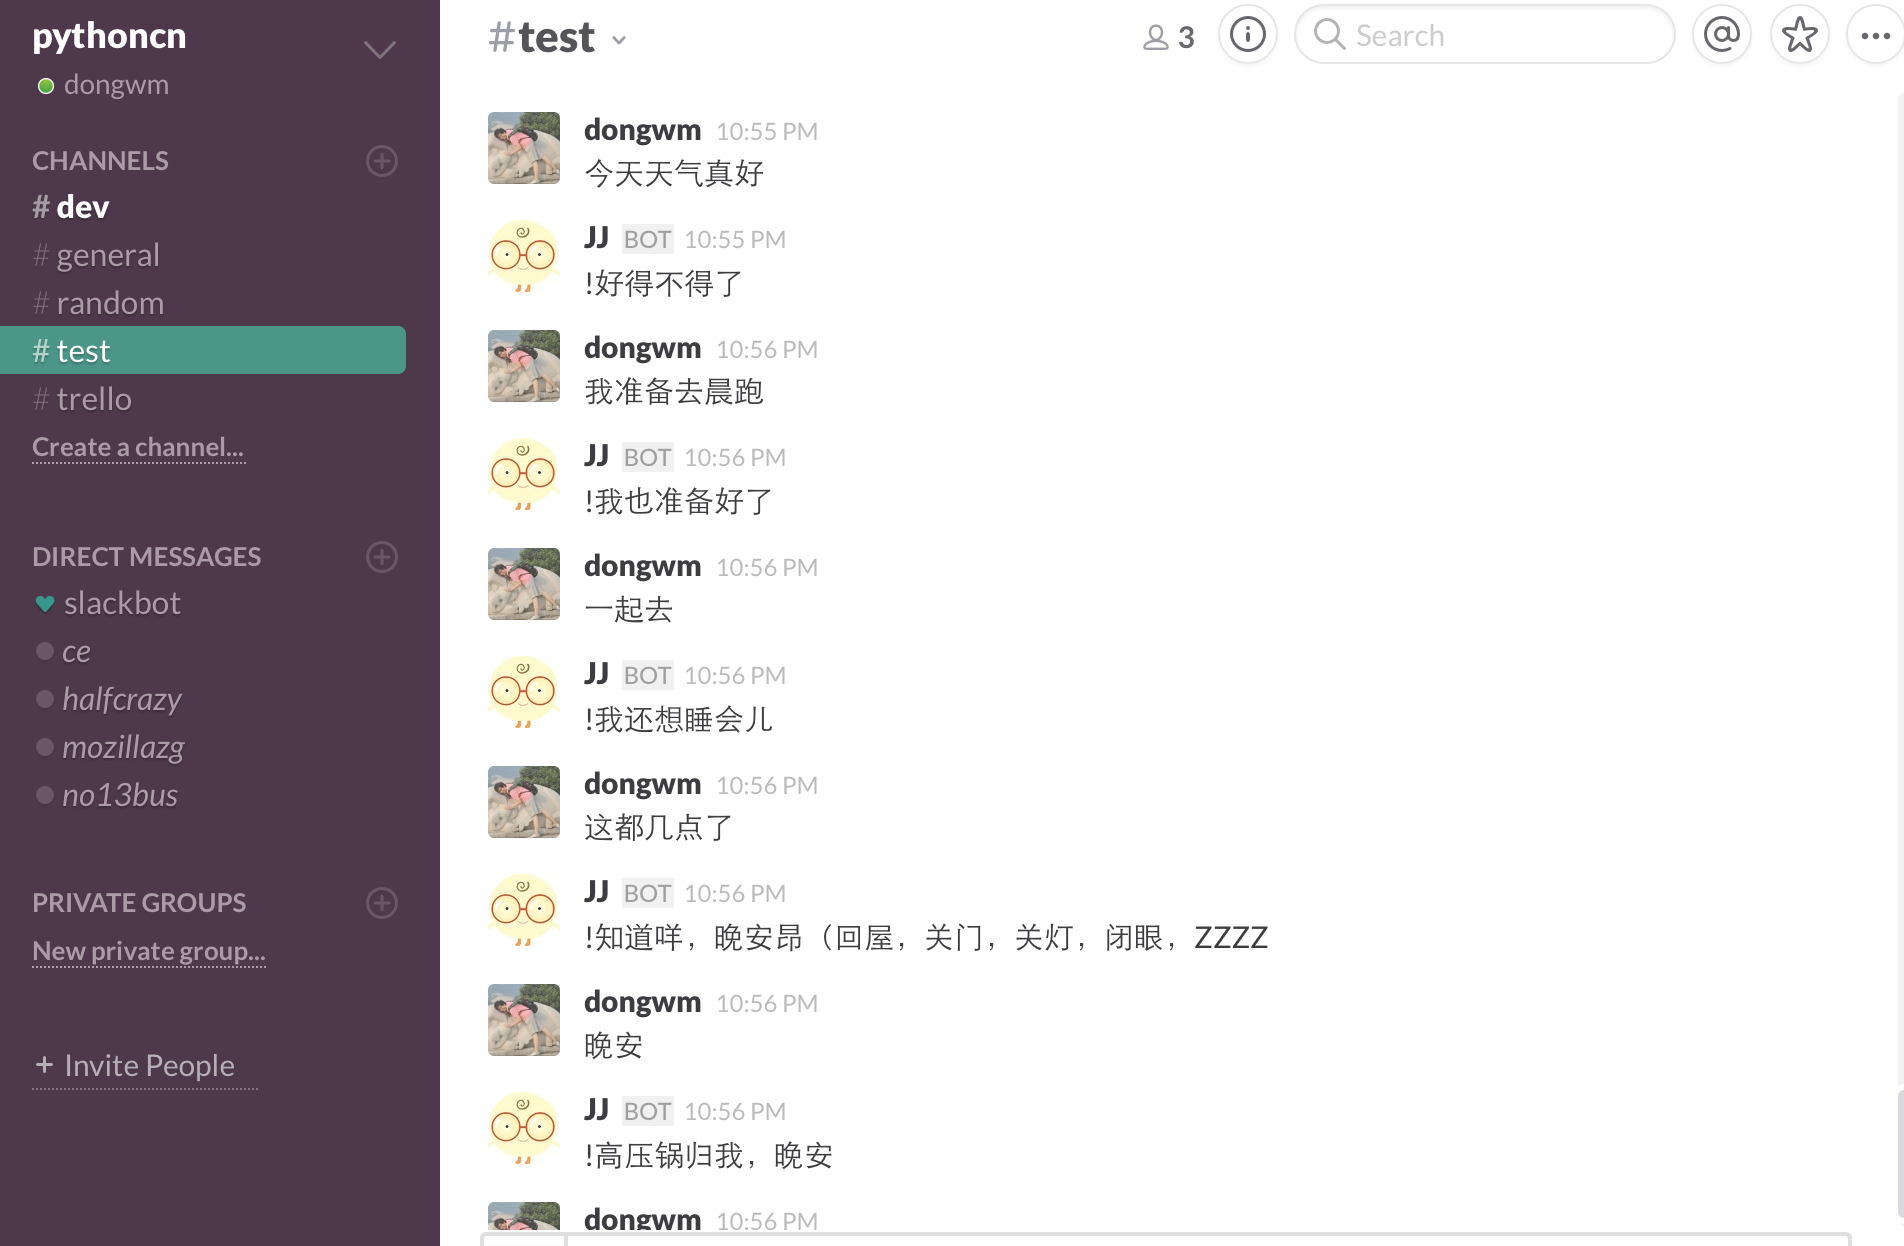 pythoncn
dongwm
CHANNELS
# dev
# general
# random
# test
# trello
Create a channel...
DIRECT MESSAGES
slackbot
ce
halfcrazy
mozillazg
no13bus
PRIVATE GROUPS
New private group...
+ Invite People
#test
3
Search
dongwm 10:55 PM
今天天气真好
JJ BOT 10:55 PM
!好得不得了
dongwm 10:56 PM
我准备去晨跑
JJ BOT 10:56 PM
!我也准备好了
dongwm 10:56 PM
一起去
JJ BOT 10:56 PM
!我还想睡会儿
dongwm 10:56 PM
这都几点了
JJ BOT 10:56 PM
!知道咩，晚安昂（回屋，关门，关灯，闭眼，ZZZZ
dongwm 10:56 PM
晚安
JJ BOT 10:56 PM
!高压锅归我，晚安
dongwm 10:56 PM